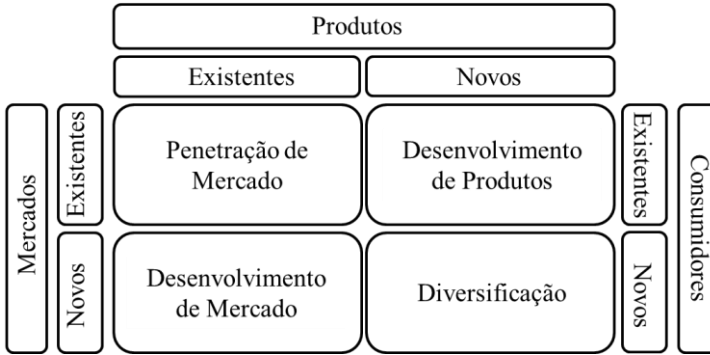 Produtos
Existentes
Novos
Mercados
Existentes
Penetração de
Mercado
Desenvolvimento
de Produtos
Existentes
Consumidores
Novos
Desenvolvimento
de Mercado
Diversificação
Novos